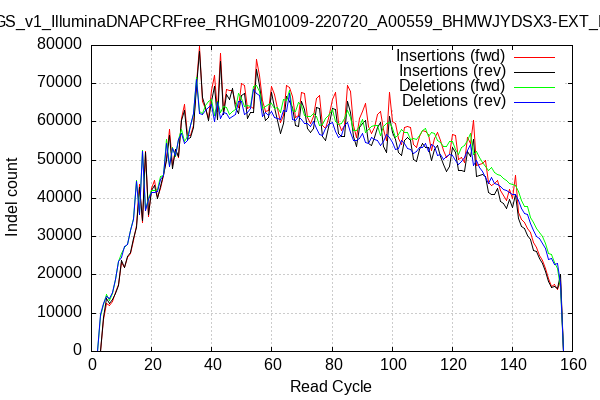 GS_v1_IlluminaDNAPCRFree_RHGM01009-220720_A00559_BHMWJYDSX3-EXT_
Insertions (fwd)
Insertions (rev)
Deletions (fwd)
Deletions (rev)
80000
70000
60000
50000
40000
30000
20000
10000
0
Indel count
0 20 40 60 80 100 120 140 160
Read Cycle